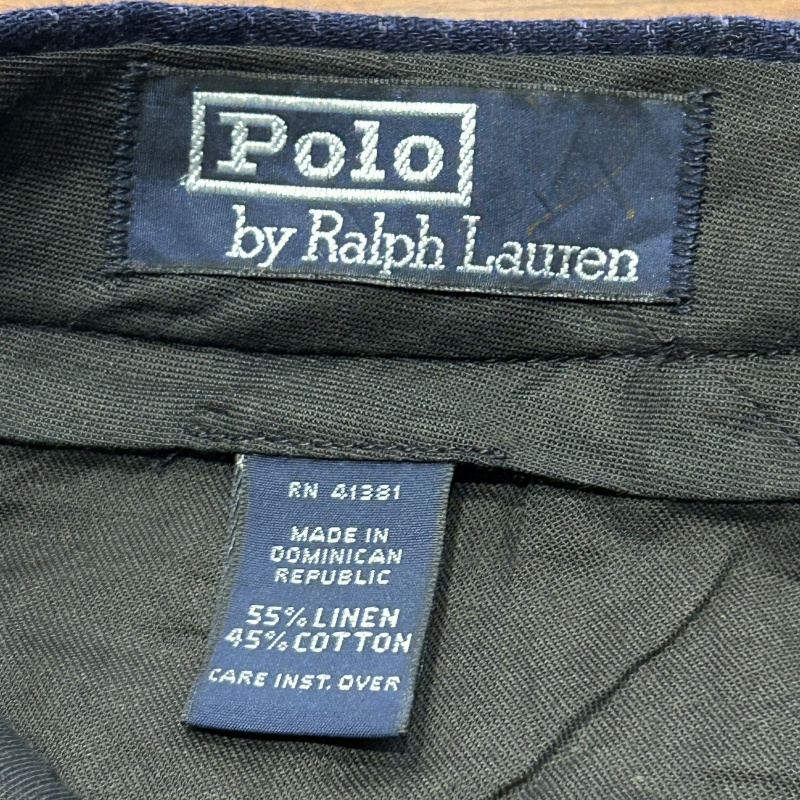 Polo
by Ralph Lauren
RN 41381
MADE IN
DOMINICAN
REPUBLIC
55% LINEN
45% COTTON
CARE INST. OVER